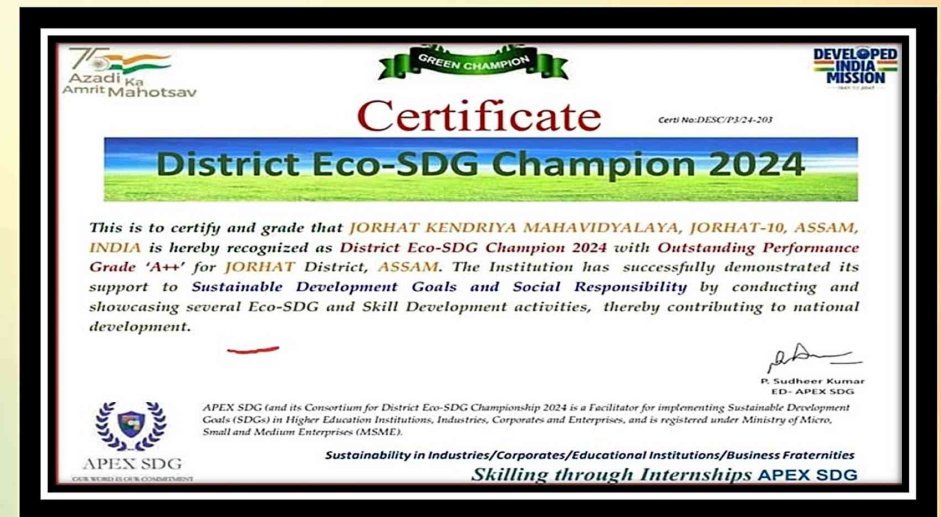 75
Azadi Ka
Amrit Mahotsav
GREEN CHAMPION
DEVELOPED
INDIA
MISSION
Certificate
Certi No:DESC/P3/24-203
District Eco-SDG Champion 2024
This is to certify and grade that JORHAT KENDRIYA MAHAVIDYALAYA, JORHAT-10, ASSAM,
INDIA is hereby recognized as District Eco-SDG Champion 2024 with Outstanding Performance
Grade ‘A++’ for JORHAT District, ASSAM. The Institution has successfully demonstrated its
support to Sustainable Development Goals and Social Responsibility by conducting and
showcasing several Eco-SDG and Skill Development activities, thereby contributing to national
development.
P. Sudheer Kumar
ED- APEX SDG
APEX SDG (and its Consortium for District Eco-SDG Championship 2024 is a Facilitator for implementing Sustainable Development
Goals (SDGs) in Higher Education Institutions, Industries, Corporates and Enterprises, and is registered under Ministry of Micro,
Small and Medium Enterprises (MSME).
APEX SDG
OUR WORD IS OUR COMMITMENT
Sustainability in Industries/Corporates/Educational Institutions/Business Fraternities
Skilling through Internships APEX SDG